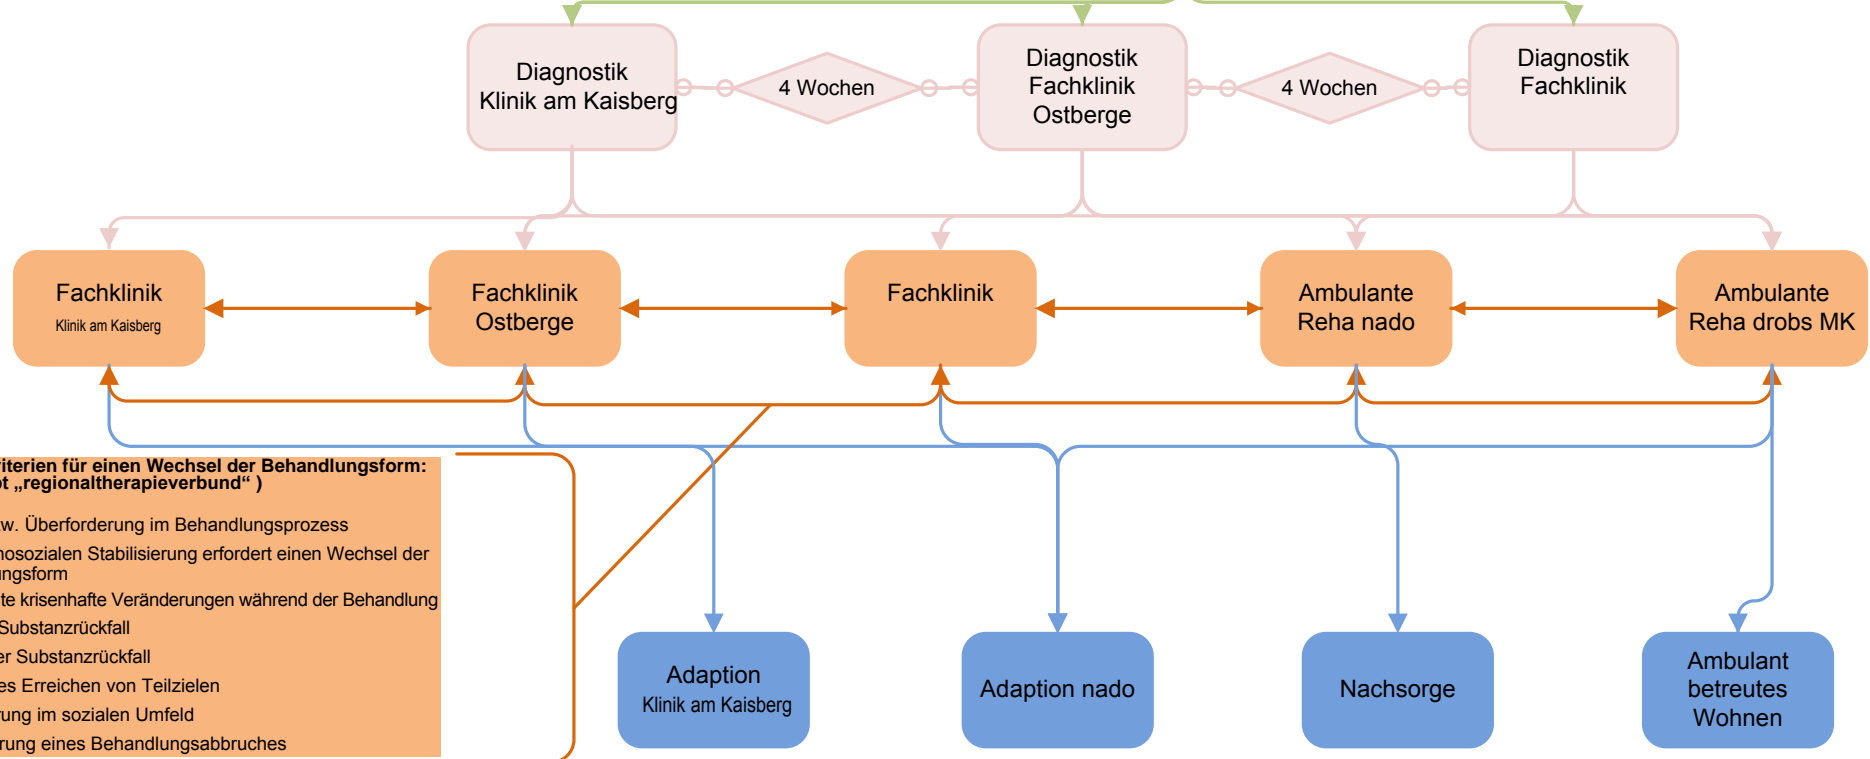 Diagnostik
Klinik am Kaisberg
4 Wochen
Diagnostik
Fachklinik
Ostberge
4 Wochen
Diagnostik
Fachklinik
Fachklinik
Klinik am Kaisberg
Fachklinik
Ostberge
Fachklinik
Ambulante
Reha nado
Ambulante
Reha drobs MK
iterien für einen Wechsel der Behandlungsform:
pt „regionaltherapieverbund“ )
w. Überforderung im Behandlungsprozess
nosozialen Stabilisierung erfordert einen Wechsel der
ungsform
te krisenhafte Veränderungen während der Behandlung
Substanzrückfall
er Substanzrückfall
es Erreichen von Teilzielen
rung im sozialen Umfeld
rung eines Behandlungsabbruches
Adaption
Klinik am Kaisberg
Adaption nado
Nachsorge
Ambulant
betreutes
Wohnen